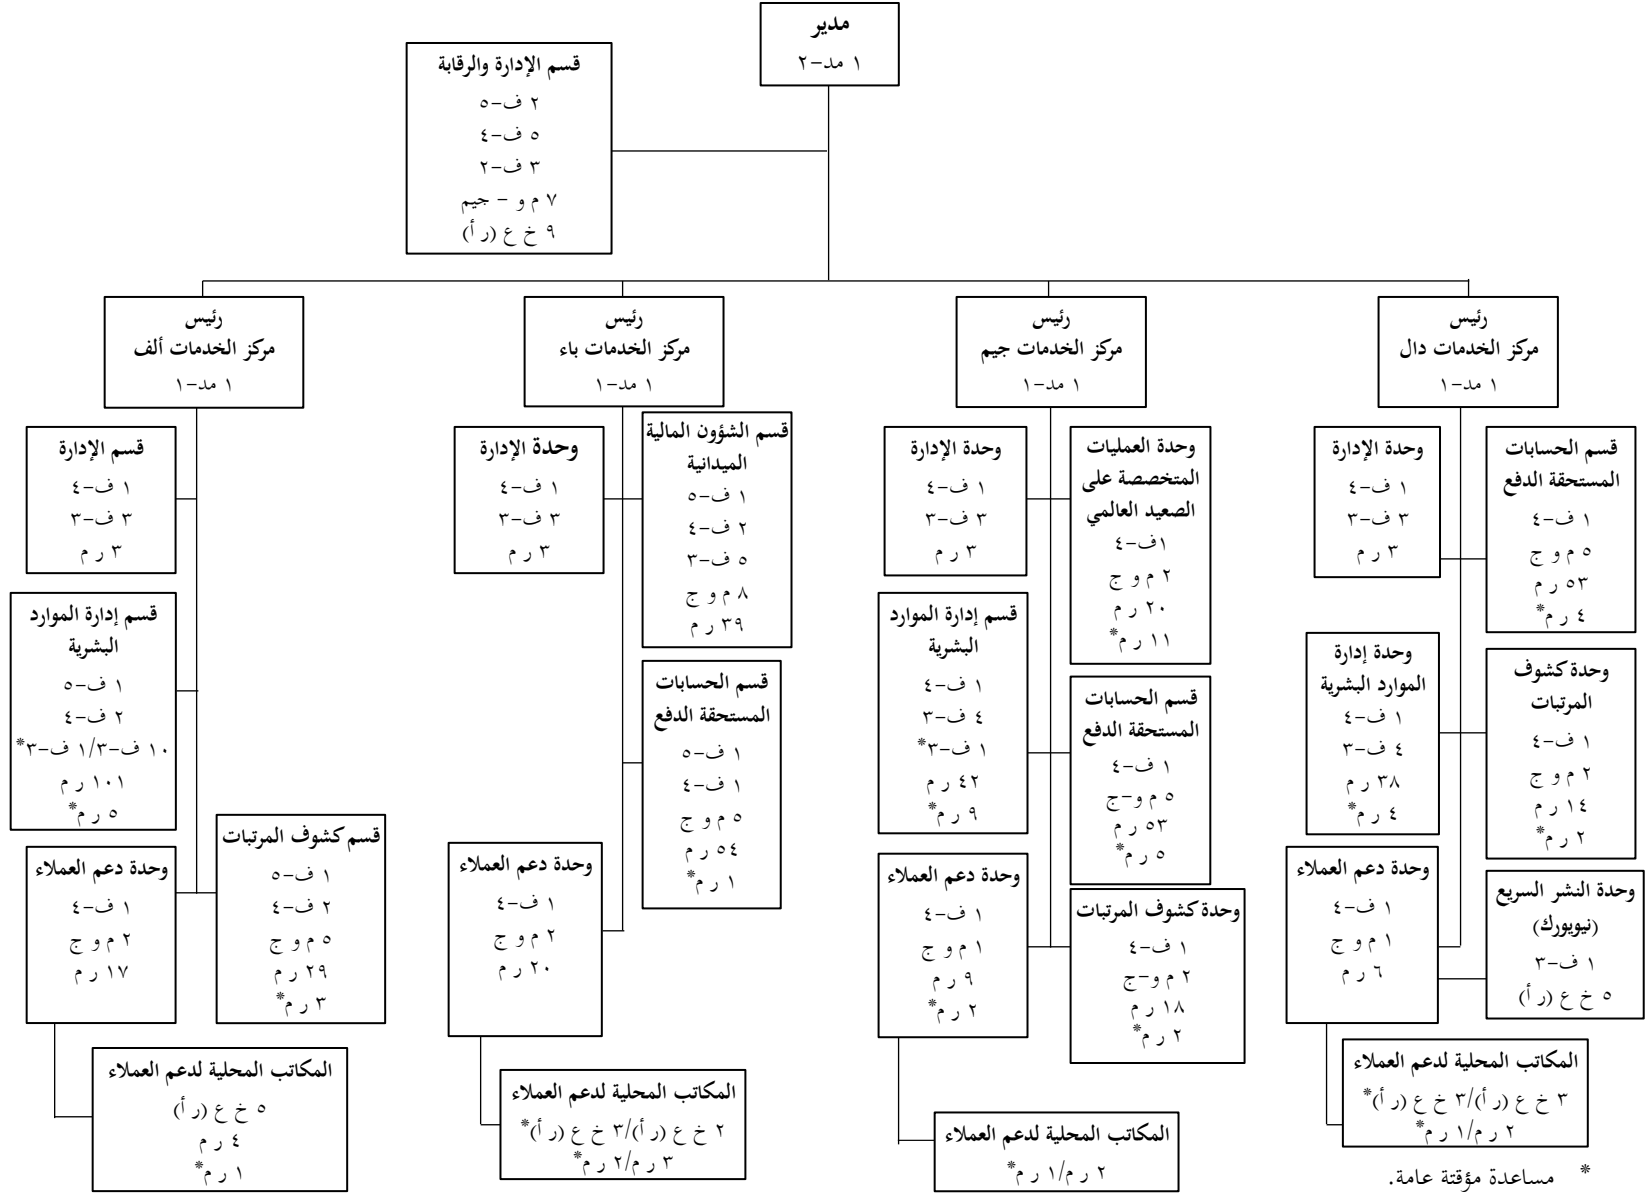 مدير
١ مد-٢
قسم الإدارة والرقابة
٢ ف-٥
٥ ف-٤
٣ ف-٢
٧ م و - جيم
٩ خ ع (ر أ)
رئيس
مركز الخدمات دال
١ مد-١
قسم الحسابات
المستحقة الدفع
١ ف-٤
٥ م و ج
٥٣ ر م
٤ ر م*
وحدة الإدارة
١ ف-٤
٣ ف-٣
٣ ر م
وحدة كشوف
المرتبات
١ ف-٤
٢ م و ج
١٤ ر م
٢ ر م*
وحدة إدارة
الموارد البشرية
١ ف-٤
٤ ف-٣
٣٨ ر م
٤ ر م*
وحدة النشر السريع
(نيويورك)
١ ف-٣
٥ خ ع (ر أ)
وحدة دعم العملاء
١ ف-٤
١ م و ج
٦ ر م
المكاتب المحلية لدعم العملاء
٣ خ ع (ر أ)/٣ خ ع (ر أ)*
٢ ر م/١ ر م*
رئيس
مركز الخدمات جيم
١ مد-١
وحدة العمليات
المتخصصة على
الصعيد العالمي
١ف-٤
٢ م و ج
٢٠ ر م
١١ ر م*
وحدة الإدارة
١ ف-٤
٣ ف-٣
٣ ر م
قسم الحسابات
المستحقة الدفع
١ ف-٤
٥ م و-ج
٥٣ ر م
٥ ر م*
قسم إدارة الموارد
البشرية
١ ف-٤
٤ ف-٣
١ ف-٣*
٤٢ ر م
٩ ر م*
وحدة كشوف المرتبات
١ ف-٤
٢ م و-ج
١٨ ر م
٢ ر م*
وحدة دعم العملاء
١ ف-٤
١ م و ج
٩ ر م
٢ ر م*
المكاتب المحلية لدعم العملاء
٢ ر م/١ ر م*
رئيس
مركز الخدمات باء
١ مد-١
قسم الشؤون المالية
الميدانية
١ ف-٥
٢ ف-٤
٥ ف-٣
٨ م و ج
٣٩ ر م
وحدة الإدارة
١ ف-٤
٣ ف-٣
٣ ر م
قسم الحسابات
المستحقة الدفع
١ ف-٥
١ ف-٤
٥ م و ج
٥٤ ر م
١ ر م*
وحدة دعم العملاء
١ ف-٤
٢ م و ج
٢٠ ر م
المكاتب المحلية لدعم العملاء
٢ خ ع (ر أ)/٣ خ ع (ر أ)*
٣ ر م/٢ ر م*
رئيس
مركز الخدمات ألف
١ مد-١
قسم الإدارة
١ ف-٤
٣ ف-٣
٣ ر م
قسم إدارة الموارد
البشرية
١ ف-٥
٢ ف-٤
١٠ ف-٣/١ ف-٣*
١٠١ ر م
٥ ر م*
قسم كشوف المرتبات
١ ف-٥
٢ ف-٤
٥ م و ج
٢٩ ر م
٣ ر م*
وحدة دعم العملاء
١ ف-٤
٢ م و ج
١٧ ر م
المكاتب المحلية لدعم العملاء
٥ خ ع (ر أ)
٤ ر م
١ ر م*
* مساعدة مؤقتة عامة.